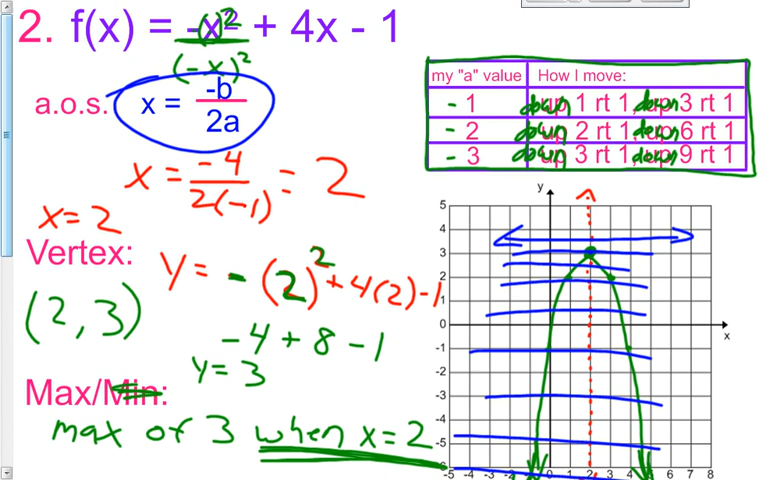 2. f(x) = -x² + 4x - 1
-( )²
(-x)²
a.o.s. x = -b
2a
x = -4 = 2
2(-1)
x = 2
Vertex:
(2, 3)
y = -(2)² + 4(2) - 1
-4 + 8 - 1
y = 3
Max/Min:
max of 3 when x = 2
my "a" value How I move:
- 1 down 1 rt 1, down 3 rt 1
- 2 down 2 rt 1, down 6 rt 1
- 3 down 3 rt 1, down 9 rt 1
y
5
4
3
2
1
0
x
-1
-2
-3
-4
-5
-5 -4 -3 -2 0 1 2 3 4 5 6 7 8